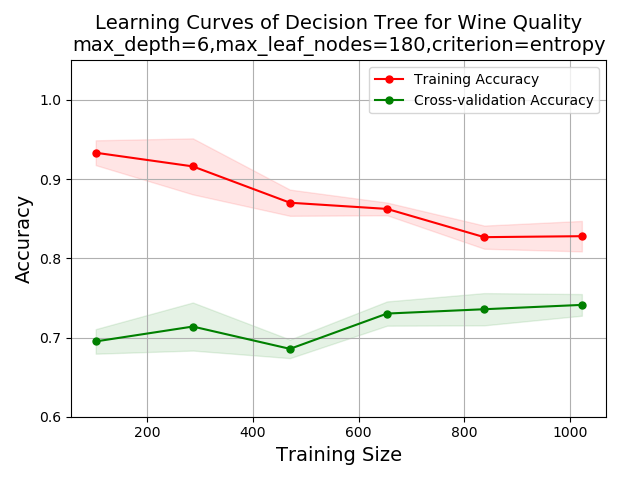 Learning Curves of Decision Tree for Wine Quality
max_depth=6,max_leaf_nodes=180,criterion=entropy
Training Accuracy
Cross-validation Accuracy
1.0
0.9
0.8
0.7
0.6
Accuracy
200 400 600 800 1000
Training Size